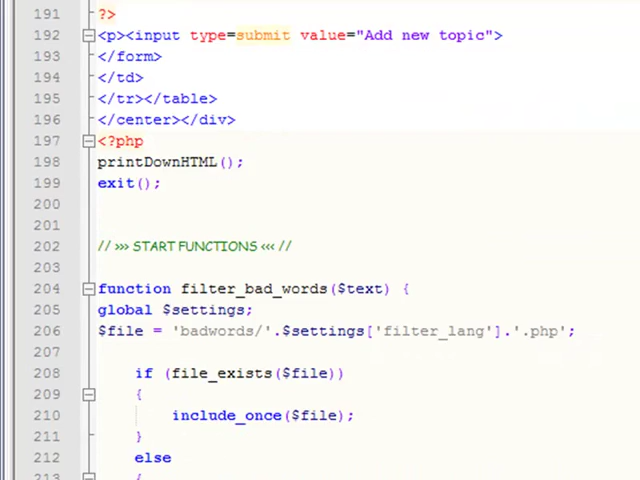 191 ?>
192 <p><input type=submit value="Add new topic">
193 </form>
194 </td>
195 </tr></table>
196 </center></div>
197 <?php
198 printDownHTML();
199 exit();
200
201
202 // >>> START FUNCTIONS <<< //
203
204 function filter_bad_words($text) {
205 global $settings;
206 $file = 'badwords/'.$settings['filter_lang'].'.php';
207
208 if (file_exists($file))
209 {
210 include_once($file);
211 }
212 else
213 {